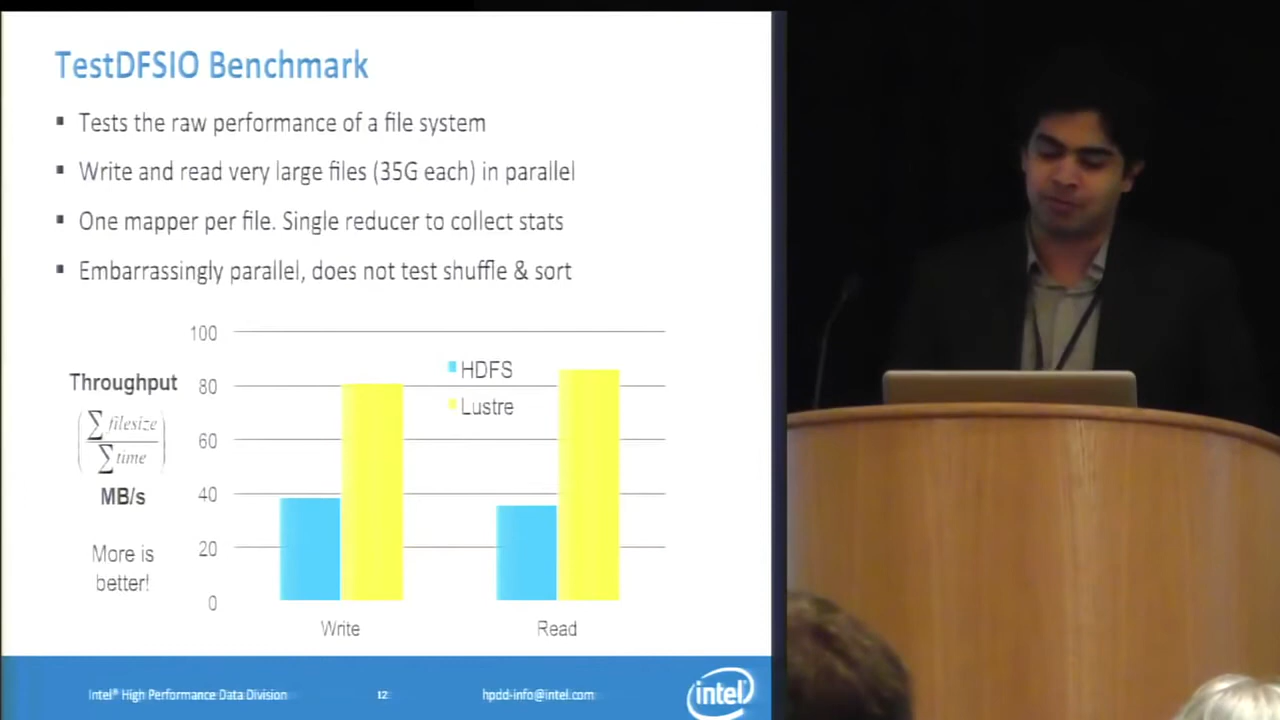 TestDFSIO Benchmark
▪ Tests the raw performance of a file system
▪ Write and read very large files (35G each) in parallel
▪ One mapper per file. Single reducer to collect stats
▪ Embarrassingly parallel, does not test shuffle & sort
Throughput
(∑ filesize / ∑ time)
MB/s
More is
better!
100
80
60
40
20
0
HDFS
Lustre
Write
Read
Intel® High Performance Data Division
12
hpdd-info@intel.com
intel